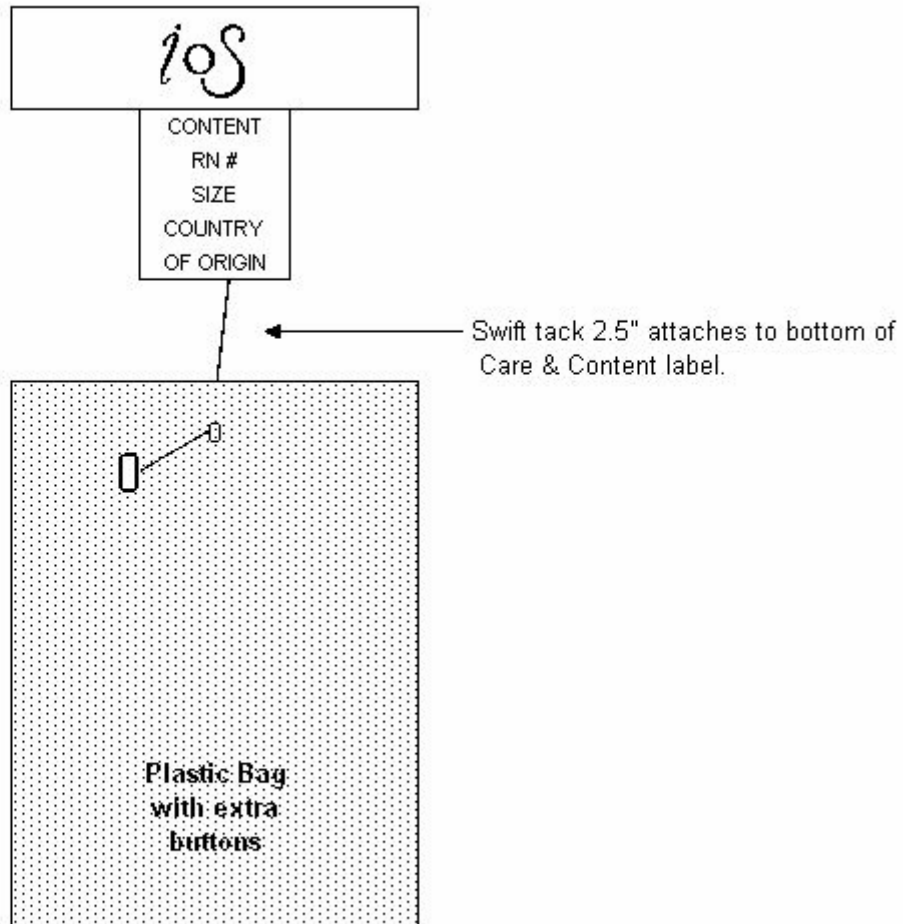 ioS
CONTENT
RN #
SIZE
COUNTRY
OF ORIGIN
Swift tack 2.5" attaches to bottom of
Care & Content label.
Plastic Bag
with extra
buttons